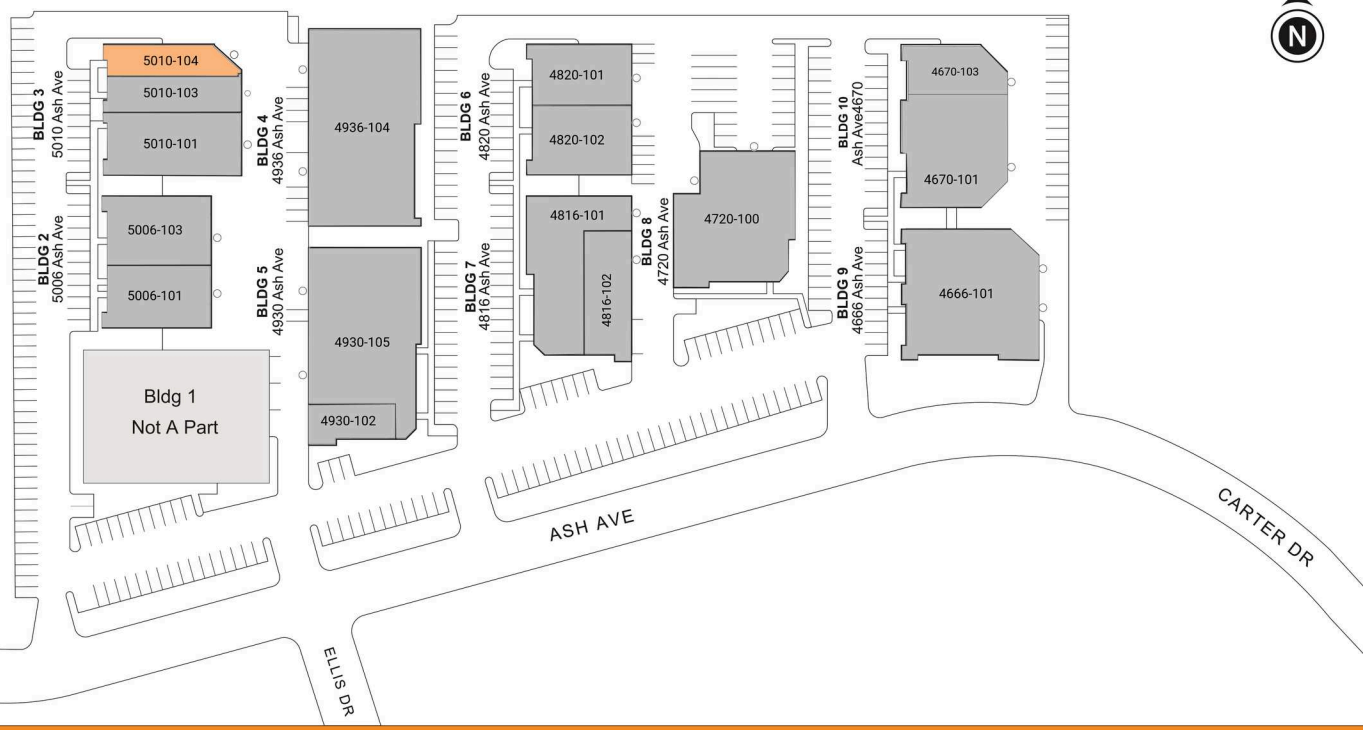 N
BLDG 3
5010 Ash Ave
5010-104
5010-103
5010-101
BLDG 2
5006 Ash Ave
5006-103
5006-101
Bldg 1
Not A Part
BLDG 4
4936 Ash Ave
4936-104
BLDG 5
4930 Ash Ave
4930-105
4930-102
BLDG 6
4820 Ash Ave
4820-101
4820-102
BLDG 7
4816 Ash Ave
4816-101
4816-102
BLDG 8
4720 Ash Ave
4720-100
BLDG 10
Ash Ave4670
4670-103
4670-101
BLDG 9
4666 Ash Ave
4666-101
ASH AVE
CARTER DR
ELLIS DR